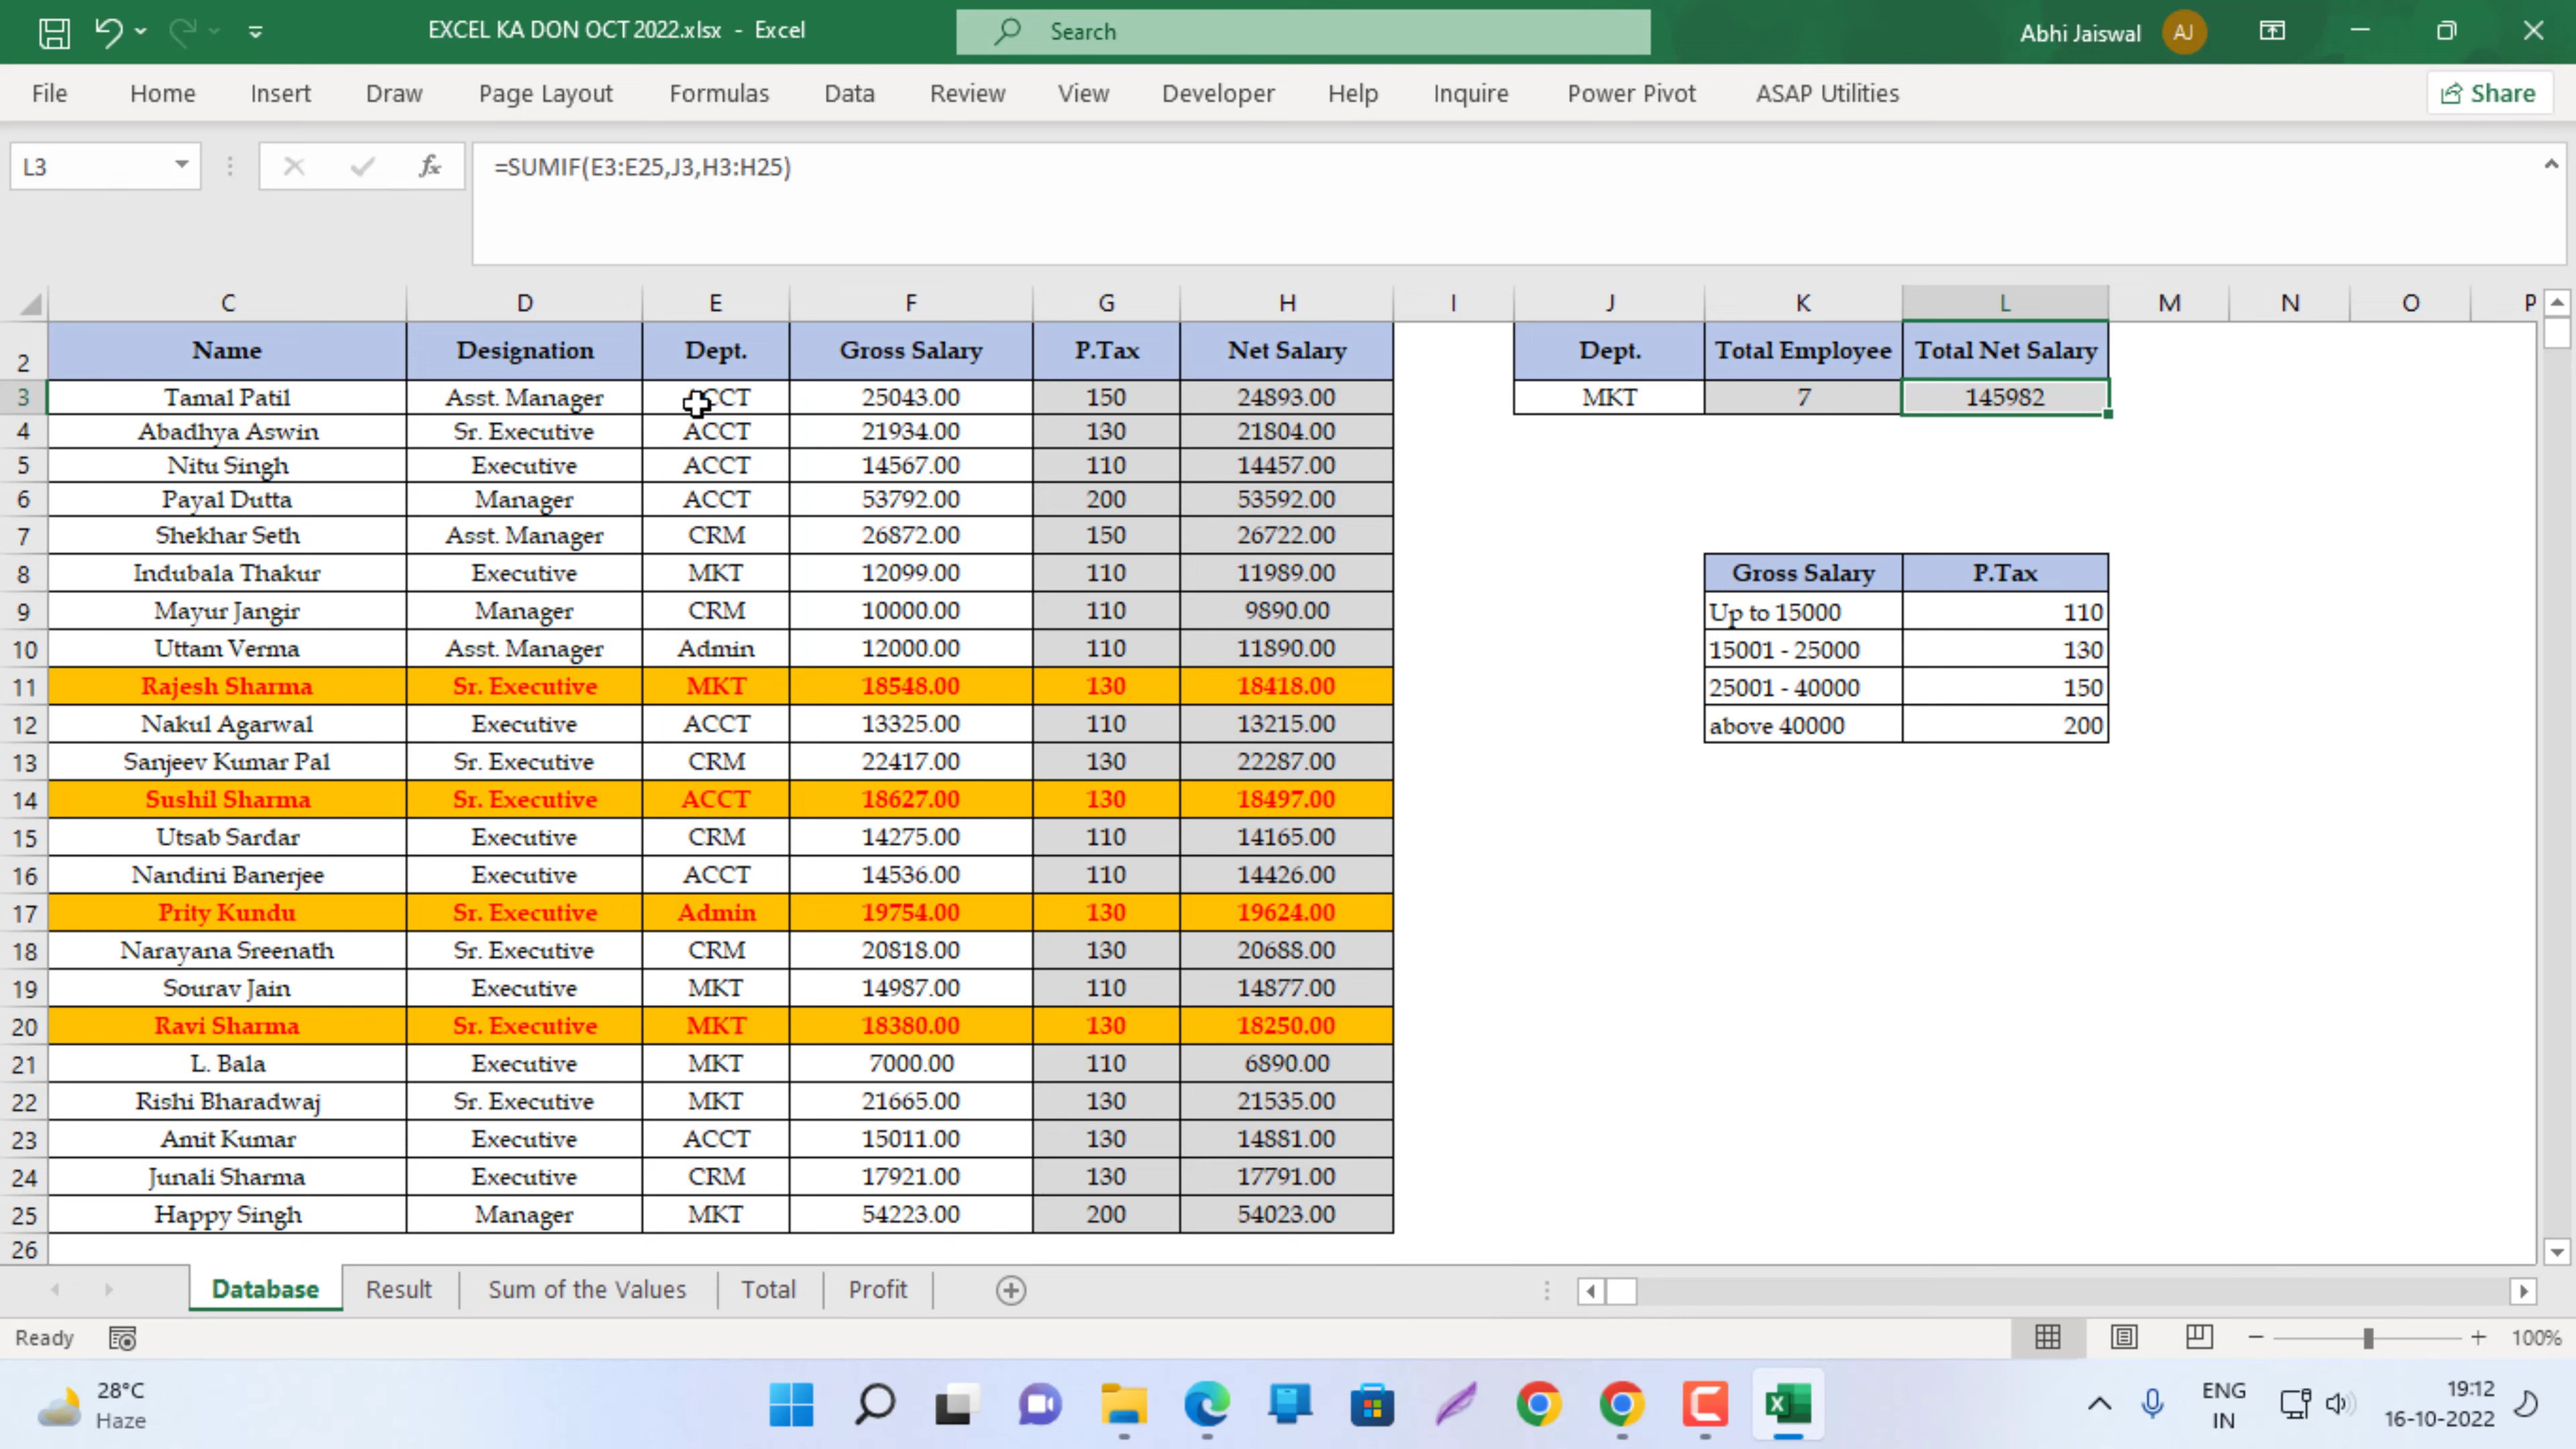 EXCEL KA DON OCT 2022.xlsx - Excel
Search
Abhi Jaiswal AJ
File Home Insert Draw Page Layout Formulas Data Review View Developer Help Inquire Power Pivot ASAP Utilities Share
L3 fx =SUMIF(E3:E25,J3,H3:H25)
C D E F G H I J K L M N O P
2 Name Designation Dept. Gross Salary P.Tax Net Salary Dept. Total Employee Total Net Salary
3 Tamal Patil Asst. Manager ACCT 25043.00 150 24893.00 MKT 7 145982
4 Abadhya Aswin Sr. Executive ACCT 21934.00 130 21804.00
5 Nitu Singh Executive ACCT 14567.00 110 14457.00
6 Payal Dutta Manager ACCT 53792.00 200 53592.00
7 Shekhar Seth Asst. Manager CRM 26872.00 150 26722.00
8 Indubala Thakur Executive MKT 12099.00 110 11989.00 Gross Salary P.Tax
9 Mayur Jangir Manager CRM 10000.00 110 9890.00 Up to 15000 110
10 Uttam Verma Asst. Manager Admin 12000.00 110 11890.00 15001 - 25000 130
11 Rajesh Sharma Sr. Executive MKT 18548.00 130 18418.00 25001 - 40000 150
12 Nakul Agarwal Executive ACCT 13325.00 110 13215.00 above 40000 200
13 Sanjeev Kumar Pal Sr. Executive CRM 22417.00 130 22287.00
14 Sushil Sharma Sr. Executive ACCT 18627.00 130 18497.00
15 Utsab Sardar Executive CRM 14275.00 110 14165.00
16 Nandini Banerjee Executive ACCT 14536.00 110 14426.00
17 Prity Kundu Sr. Executive Admin 19754.00 130 19624.00
18 Narayana Sreenath Sr. Executive CRM 20818.00 130 20688.00
19 Sourav Jain Executive MKT 14987.00 110 14877.00
20 Ravi Sharma Sr. Executive MKT 18380.00 130 18250.00
21 L. Bala Executive MKT 7000.00 110 6890.00
22 Rishi Bharadwaj Sr. Executive MKT 21665.00 130 21535.00
23 Amit Kumar Executive ACCT 15011.00 130 14881.00
24 Junali Sharma Executive CRM 17921.00 130 17791.00
25 Happy Singh Manager MKT 54223.00 200 54023.00
26
Database Result Sum of the Values Total Profit
Ready 100%
28°C ENG 19:12
Haze IN 16-10-2022